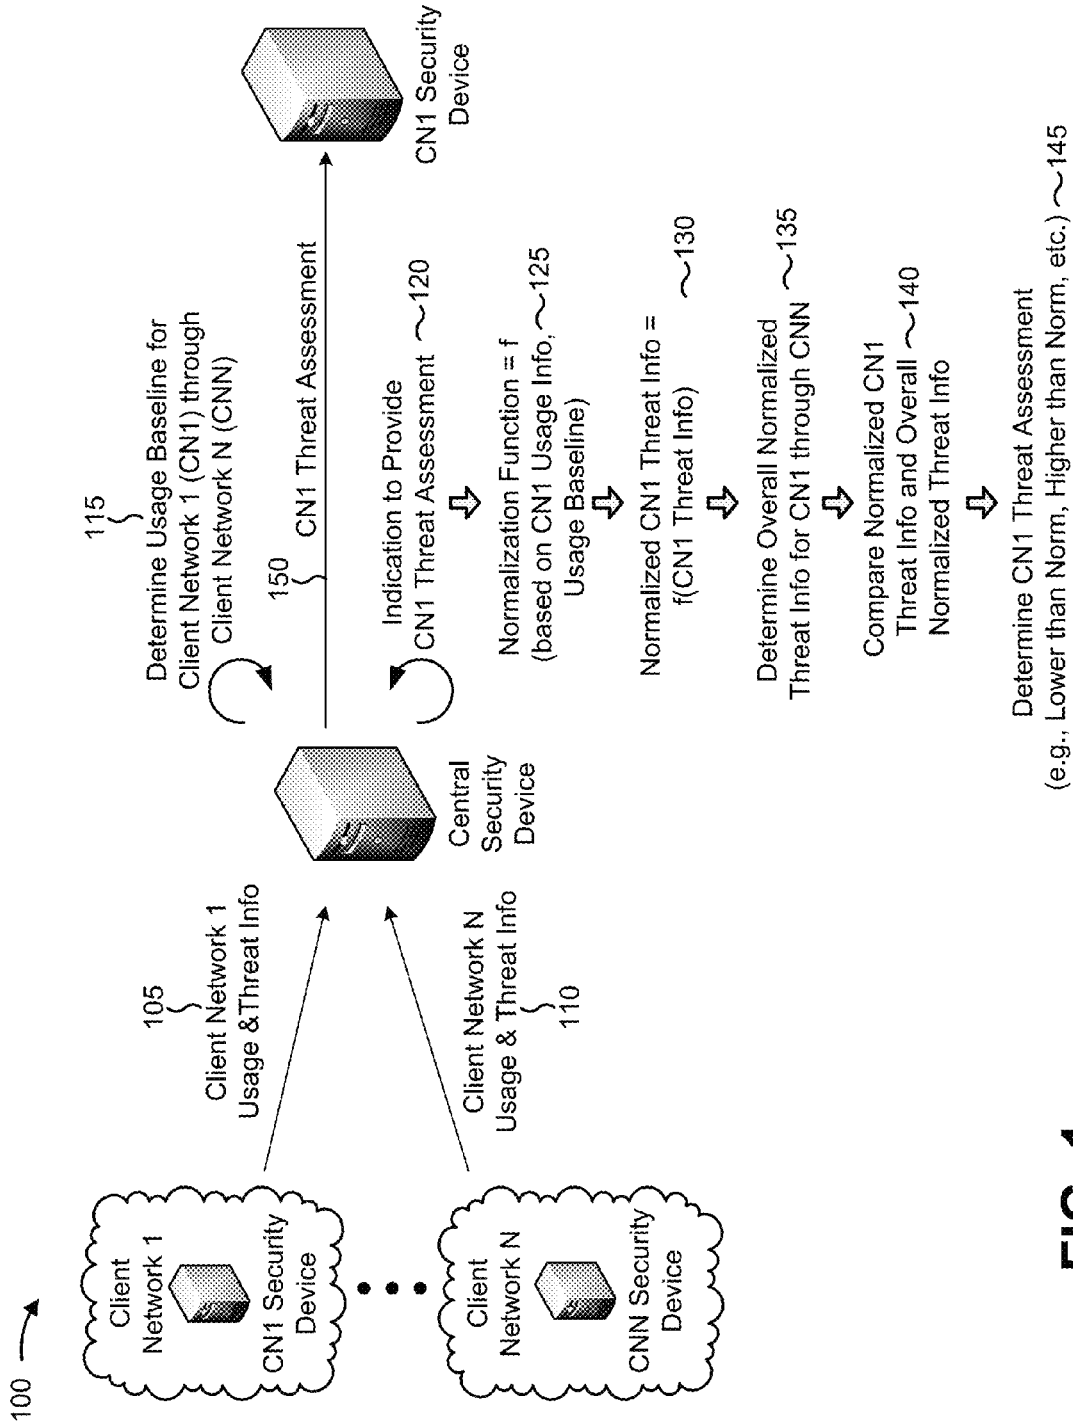 100
Client
Network 1
CN1 Security
Device
Client
Network N
CNN Security
Device
105
Client Network 1
Usage &Threat Info
Client Network N
Usage & Threat Info
110
Central
Security
Device
115
Determine Usage Baseline for
Client Network 1 (CN1) through
Client Network N (CNN)
150
CN1 Threat Assessment
CN1 Security
Device
Indication to Provide
CN1 Threat Assessment 120
Normalization Function = f
(based on CN1 Usage Info, 125
Usage Baseline)
Normalized CN1 Threat Info =
f(CN1 Threat Info)
130
Determine Overall Normalized
Threat Info for CN1 through CNN 135
Compare Normalized CN1
Threat Info and Overall 140
Normalized Threat Info
Determine CN1 Threat Assessment
(e.g., Lower than Norm, Higher than Norm, etc.) 145